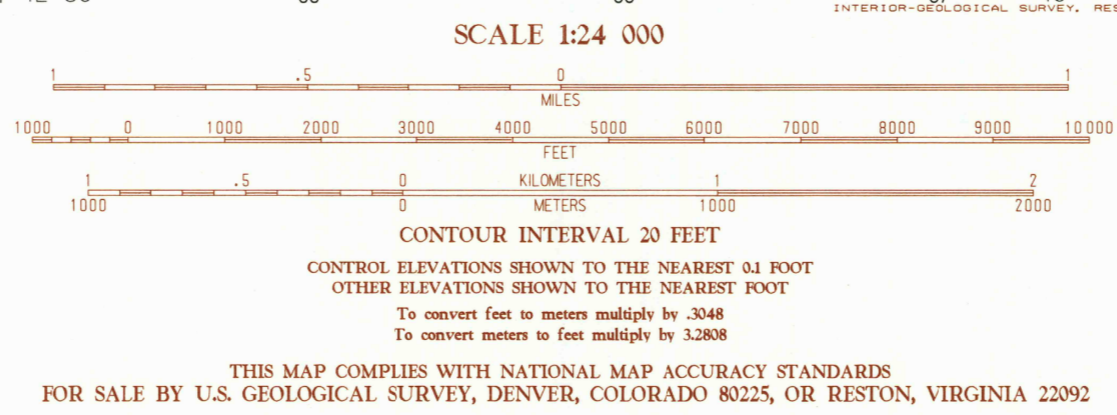 INTERIOR-GEOLOGICAL SURVEY, RES
SCALE 1:24 000
1 .5 0 1
MILES
1000 0 1000 2000 3000 4000 5000 6000 7000 8000 9000 10 000
FEET
1 .5 0 KILOMETERS 1 2
1000 0 METERS 1000 2000
CONTOUR INTERVAL 20 FEET
CONTROL ELEVATIONS SHOWN TO THE NEAREST 0.1 FOOT
OTHER ELEVATIONS SHOWN TO THE NEAREST FOOT
To convert feet to meters multiply by .3048
To convert meters to feet multiply by 3.2808
THIS MAP COMPLIES WITH NATIONAL MAP ACCURACY STANDARDS
FOR SALE BY U.S. GEOLOGICAL SURVEY, DENVER, COLORADO 80225, OR RESTON, VIRGINIA 22092